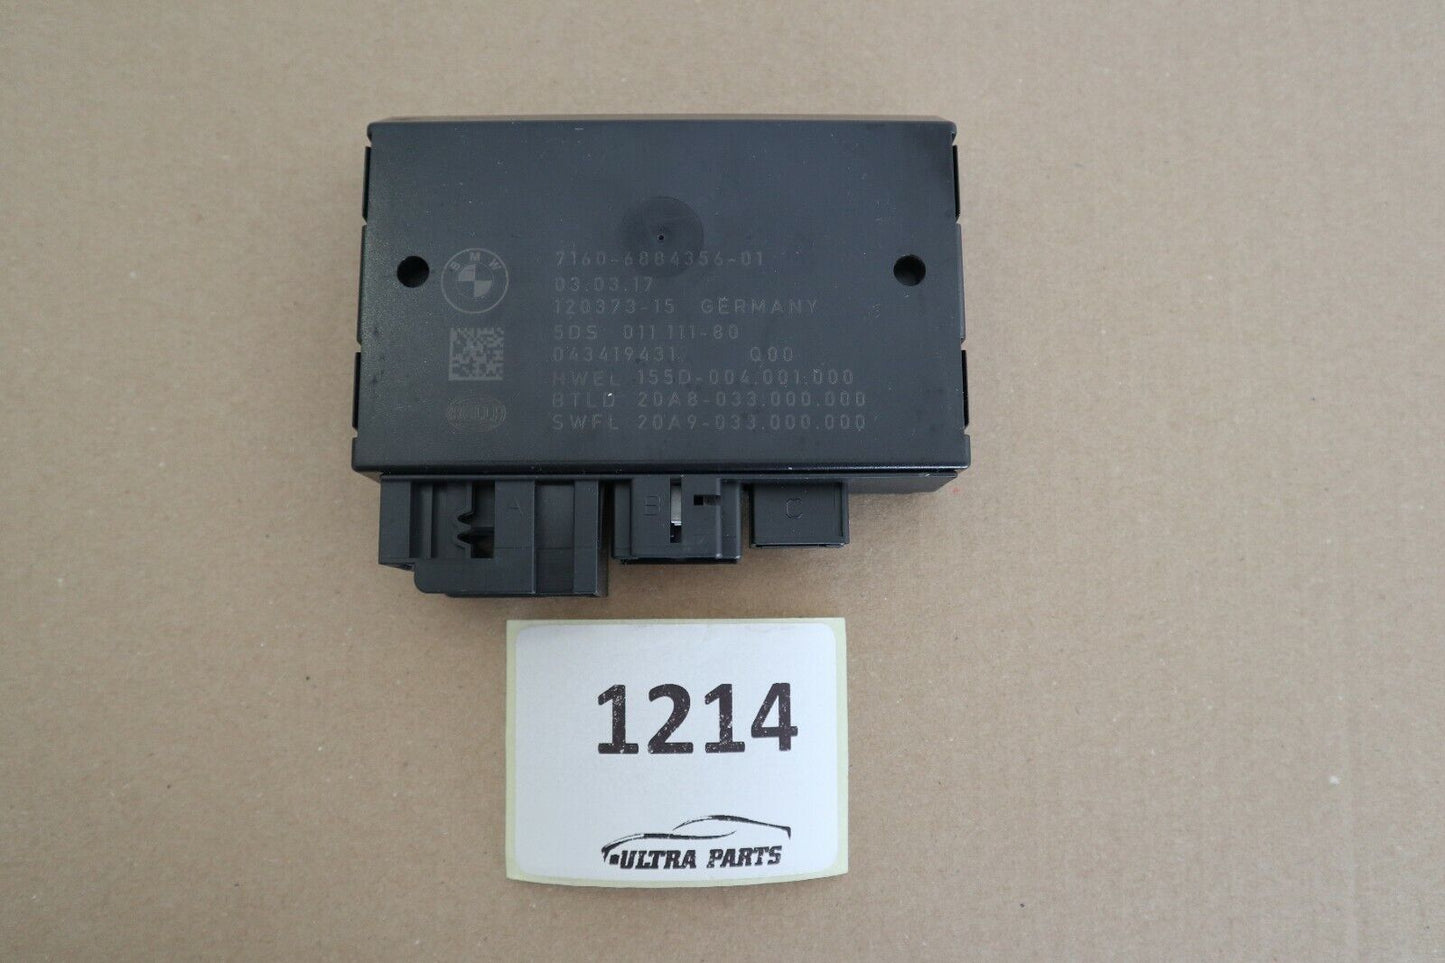 BMW
7160-6884356-01
03.03.17
120373-15 GERMANY
5DS 011 111-80
043419431 Q00
HWEL 155D-004.001.000
BTLD 20A8-033.000.000
SWFL 20A9-033.000.000
HELLA
A
B
C
1214
ULTRA PARTS